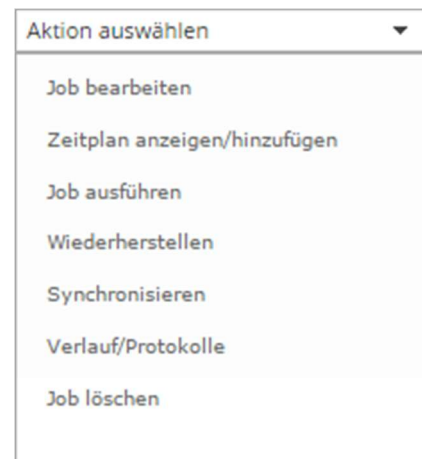 Aktion auswählen
Job bearbeiten
Zeitplan anzeigen/hinzufügen
Job ausführen
Wiederherstellen
Synchronisieren
Verlauf/Protokolle
Job löschen